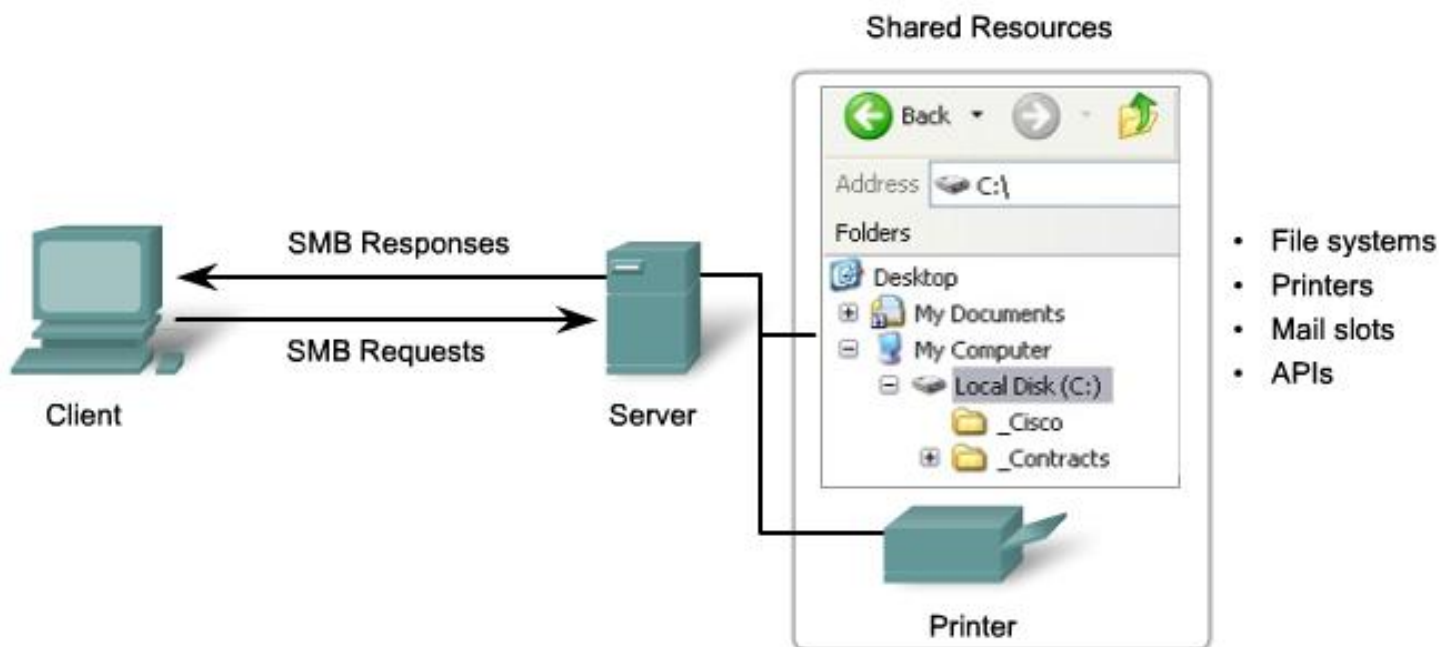 Shared Resources
Back
Address C:\
Folders
Desktop
My Documents
My Computer
Local Disk (C:)
_Cisco
_Contracts
Printer
SMB Responses
SMB Requests
Client
Server
• File systems
• Printers
• Mail slots
• APIs